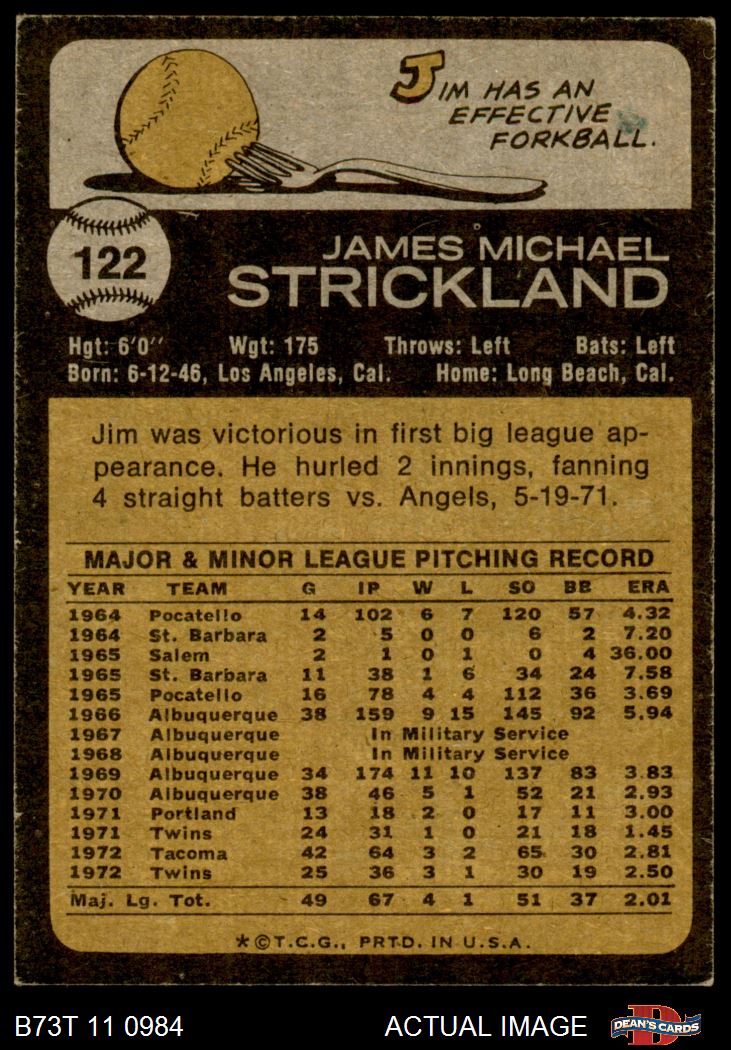 JIM HAS AN
EFFECTIVE
FORKBALL.
122
JAMES MICHAEL
STRICKLAND
Hgt: 6'0'' Wgt: 175 Throws: Left Bats: Left
Born: 6-12-46, Los Angeles, Cal. Home: Long Beach, Cal.
Jim was victorious in first big league ap-
pearance. He hurled 2 innings, fanning
4 straight batters vs. Angels, 5-19-71.
MAJOR & MINOR LEAGUE PITCHING RECORD
YEAR TEAM G IP W L SO BB ERA
1964 Pocatello 14 102 6 7 120 57 4.32
1964 St. Barbara 2 5 0 0 6 2 7.20
1965 Salem 2 1 0 1 0 4 36.00
1965 St. Barbara 11 38 1 6 34 24 7.58
1965 Pocatello 16 78 4 4 112 36 3.69
1966 Albuquerque 38 159 9 15 145 92 5.94
1967 Albuquerque In Military Service
1968 Albuquerque In Military Service
1969 Albuquerque 34 174 11 10 137 83 3.83
1970 Albuquerque 38 46 5 1 52 21 2.93
1971 Portland 13 18 2 0 17 11 3.00
1971 Twins 24 31 1 0 21 18 1.45
1972 Tacoma 42 64 3 2 65 30 2.81
1972 Twins 25 36 3 1 30 19 2.50
Maj. Lg. Tot. 49 67 4 1 51 37 2.01
*©T.C.G., PRTD. IN U.S.A.
B73T 11 0984 ACTUAL IMAGE D DEAN'S CARDS